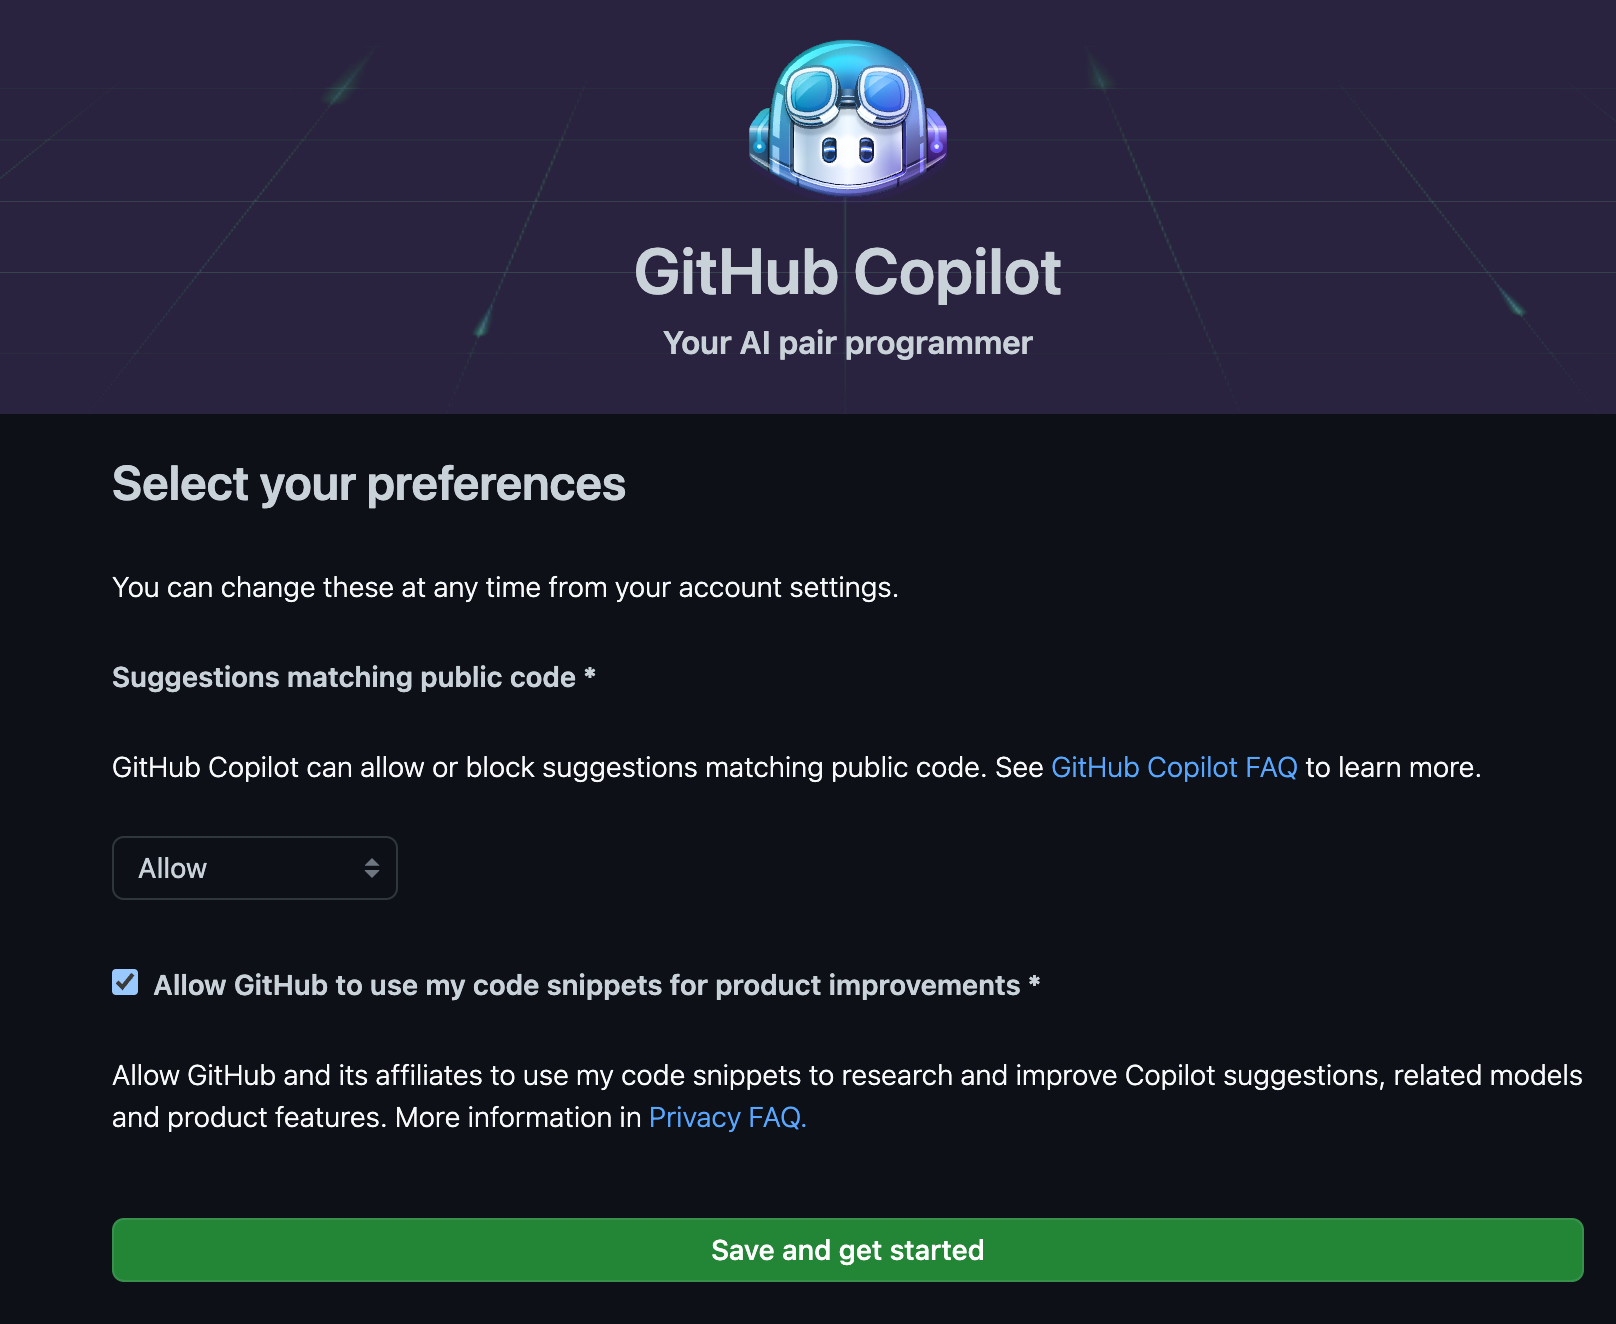 GitHub Copilot
Your AI pair programmer
Select your preferences
You can change these at any time from your account settings.
Suggestions matching public code *
GitHub Copilot can allow or block suggestions matching public code. See GitHub Copilot FAQ to learn more.
Allow
Allow GitHub to use my code snippets for product improvements *
Allow GitHub and its affiliates to use my code snippets to research and improve Copilot suggestions, related models
and product features. More information in Privacy FAQ.
Save and get started